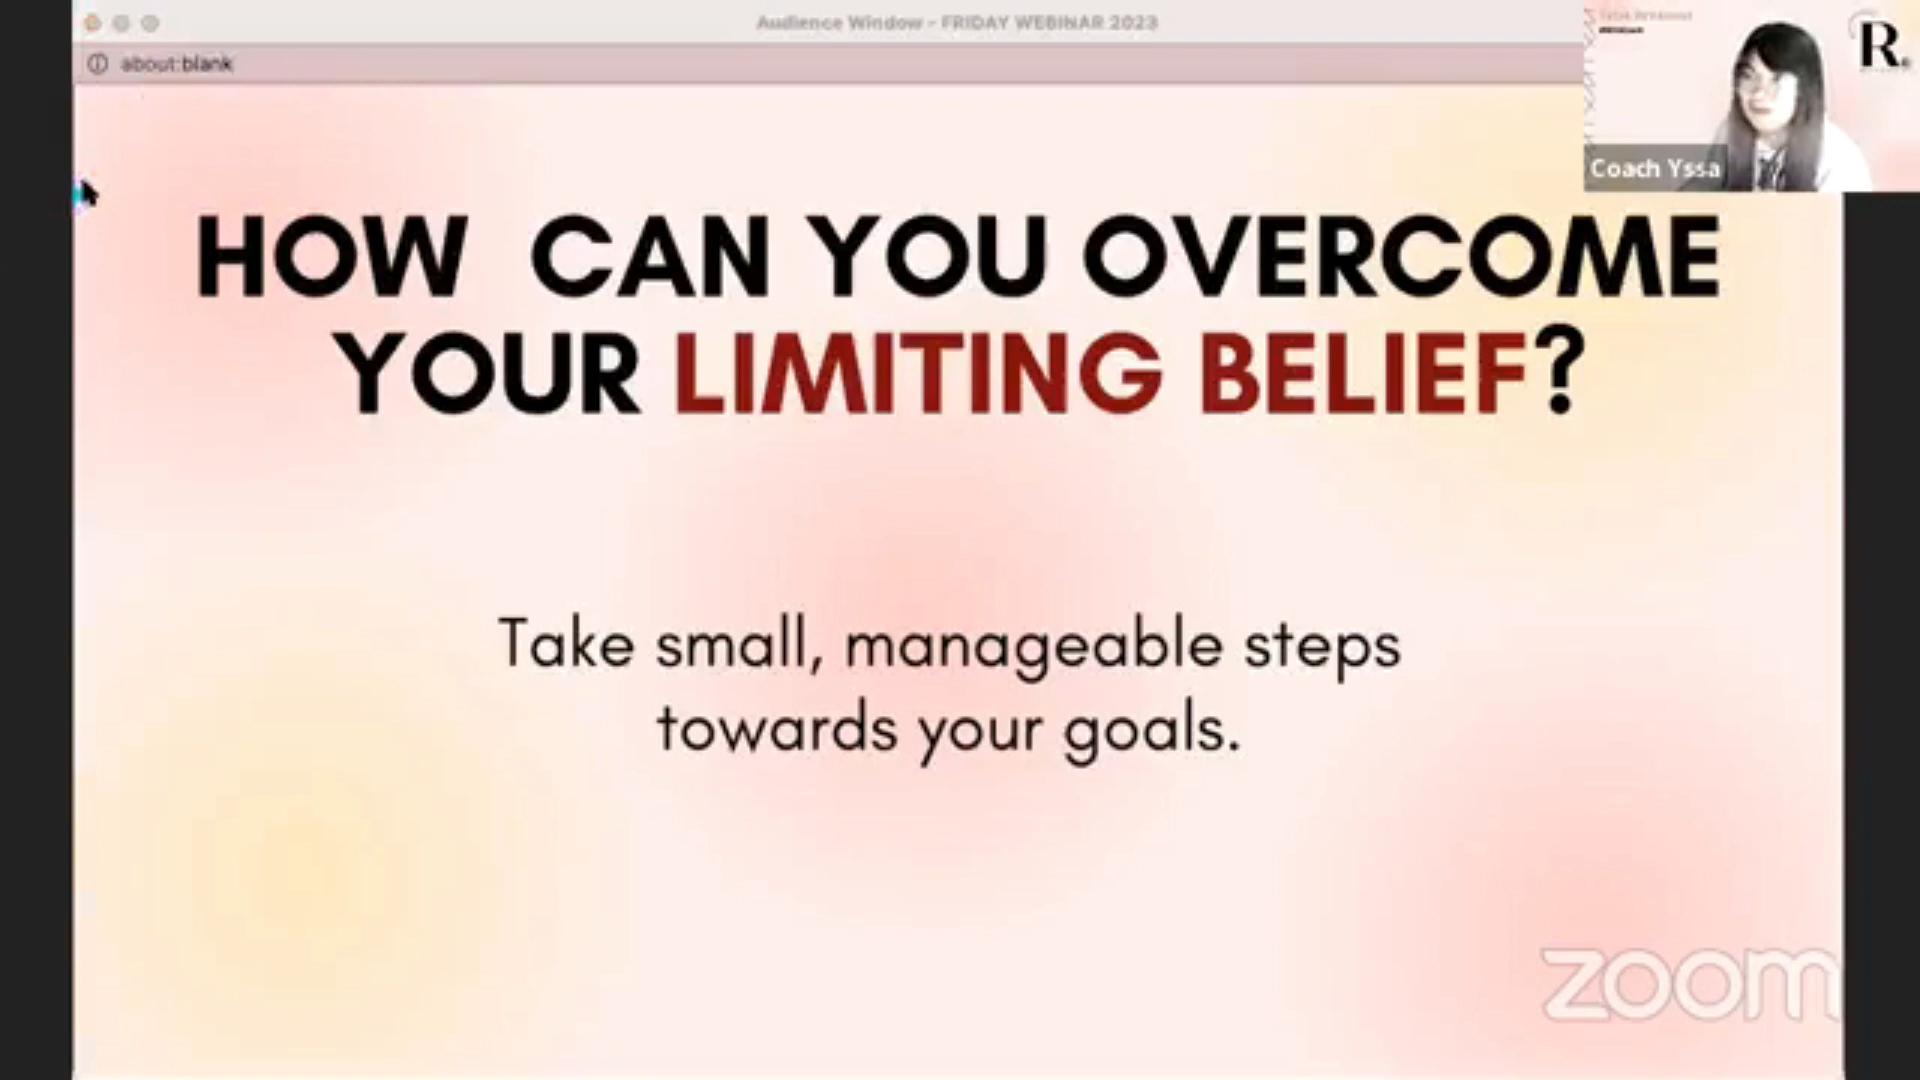 Audience Window - FRIDAY WEBINAR 2023
about:blank
R.
Coach Yssa
HOW CAN YOU OVERCOME
YOUR LIMITING BELIEF?
Take small, manageable steps
towards your goals.
zoom